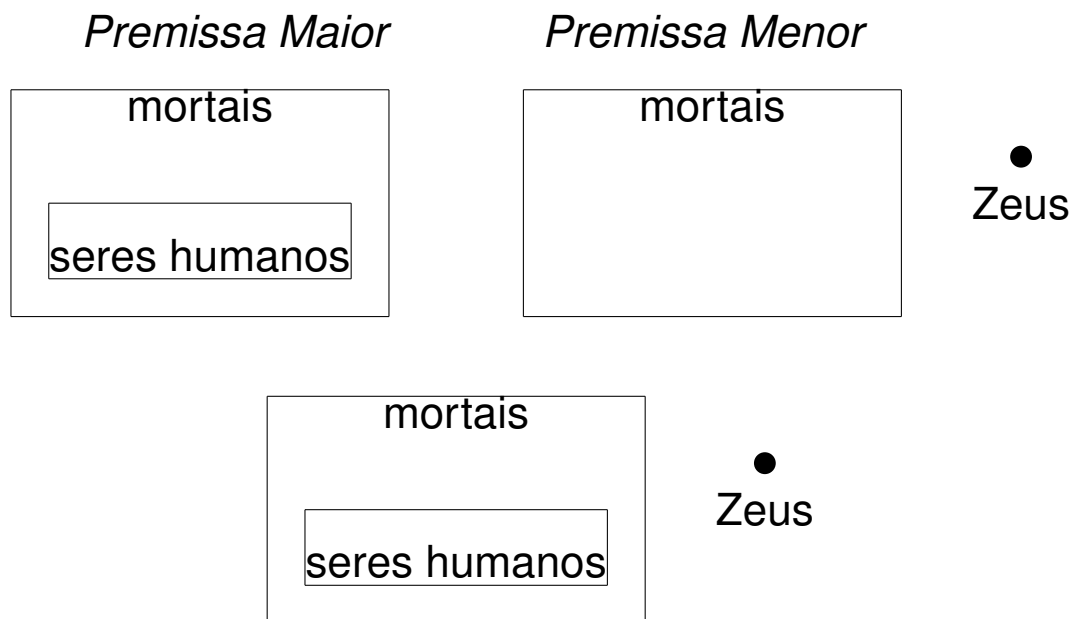 Premissa Maior Premissa Menor
mortais mortais
Zeus
seres humanos
mortais
Zeus
seres humanos